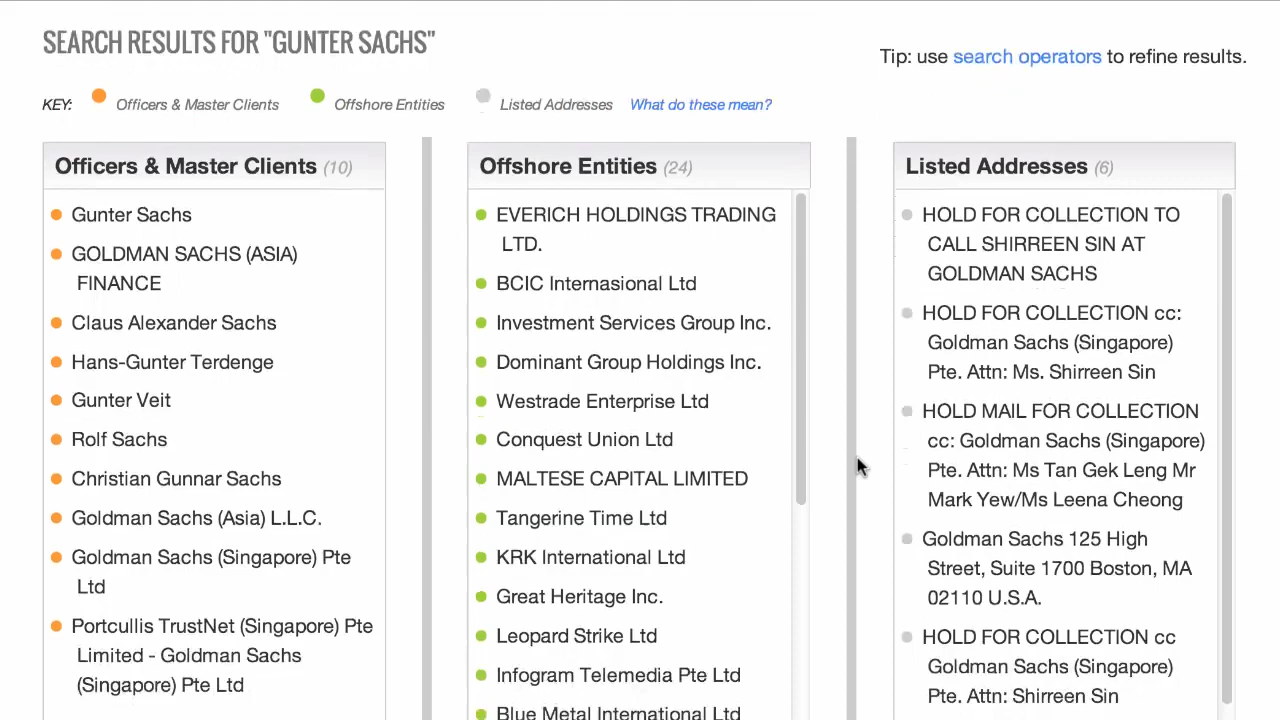 SEARCH RESULTS FOR "GUNTER SACHS"
Tip: use search operators to refine results.
KEY: Officers & Master Clients Offshore Entities Listed Addresses What do these mean?
Officers & Master Clients (10)
Gunter Sachs
GOLDMAN SACHS (ASIA)
FINANCE
Claus Alexander Sachs
Hans-Gunter Terdenge
Gunter Veit
Rolf Sachs
Christian Gunnar Sachs
Goldman Sachs (Asia) L.L.C.
Goldman Sachs (Singapore) Pte
Ltd
Portcullis TrustNet (Singapore) Pte
Limited - Goldman Sachs
(Singapore) Pte Ltd
Offshore Entities (24)
EVERICH HOLDINGS TRADING
LTD.
BCIC Internasional Ltd
Investment Services Group Inc.
Dominant Group Holdings Inc.
Westrade Enterprise Ltd
Conquest Union Ltd
MALTESE CAPITAL LIMITED
Tangerine Time Ltd
KRK International Ltd
Great Heritage Inc.
Leopard Strike Ltd
Infogram Telemedia Pte Ltd
Blue Metal International Ltd
Listed Addresses (6)
HOLD FOR COLLECTION TO
CALL SHIRREEN SIN AT
GOLDMAN SACHS
HOLD FOR COLLECTION cc:
Goldman Sachs (Singapore)
Pte. Attn: Ms. Shirreen Sin
HOLD MAIL FOR COLLECTION
cc: Goldman Sachs (Singapore)
Pte. Attn: Ms Tan Gek Leng Mr
Mark Yew/Ms Leena Cheong
Goldman Sachs 125 High
Street, Suite 1700 Boston, MA
02110 U.S.A.
HOLD FOR COLLECTION cc
Goldman Sachs (Singapore)
Pte. Attn: Shirreen Sin